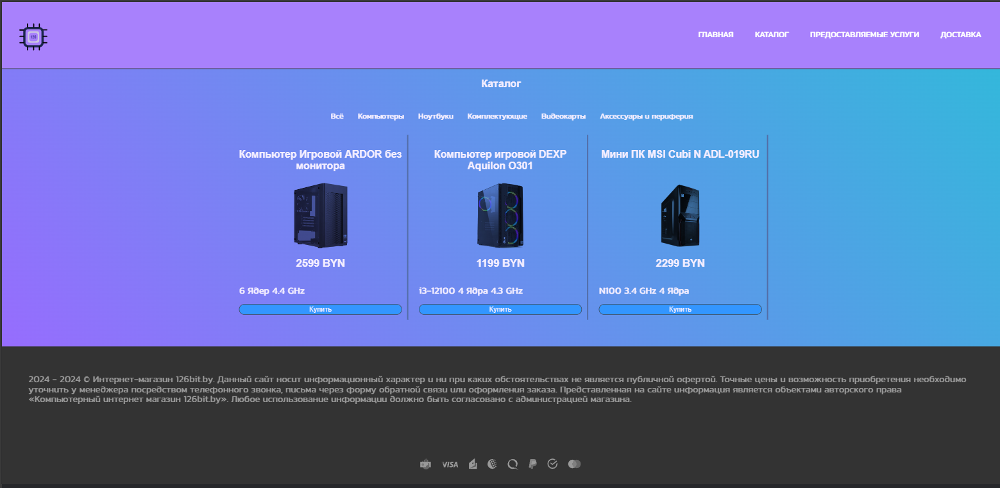 126
ГЛАВНАЯ КАТАЛОГ ПРЕДОСТАВЛЯЕМЫЕ УСЛУГИ ДОСТАВКА
Каталог
Всё Компьютеры Ноутбуки Комплектующие Видеокарты Аксессуары и периферия
Компьютер Игровой ARDOR без
монитора
2599 BYN
6 Ядер 4.4 GHz
Купить
Компьютер игровой DEXP
Aquilon O301
1199 BYN
i3-12100 4 Ядра 4.3 GHz
Купить
Мини ПК MSI Cubi N ADL-019RU
2299 BYN
N100 3.4 GHz 4 Ядра
Купить
2024 - 2024 © Интернет-магазин 126bit.by. Данный сайт носит информационный характер и ни при каких обстоятельствах не является публичной офертой. Точные цены и возможность приобретения необходимо
уточнить у менеджера посредством телефонного звонка, письма через форму обратной связи или оформления заказа. Представленная на сайте информация является объектами авторского права
«Компьютерный интернет магазин 126bit.by». Любое использование информации должно быть согласовано с администрацией магазина.
VISA